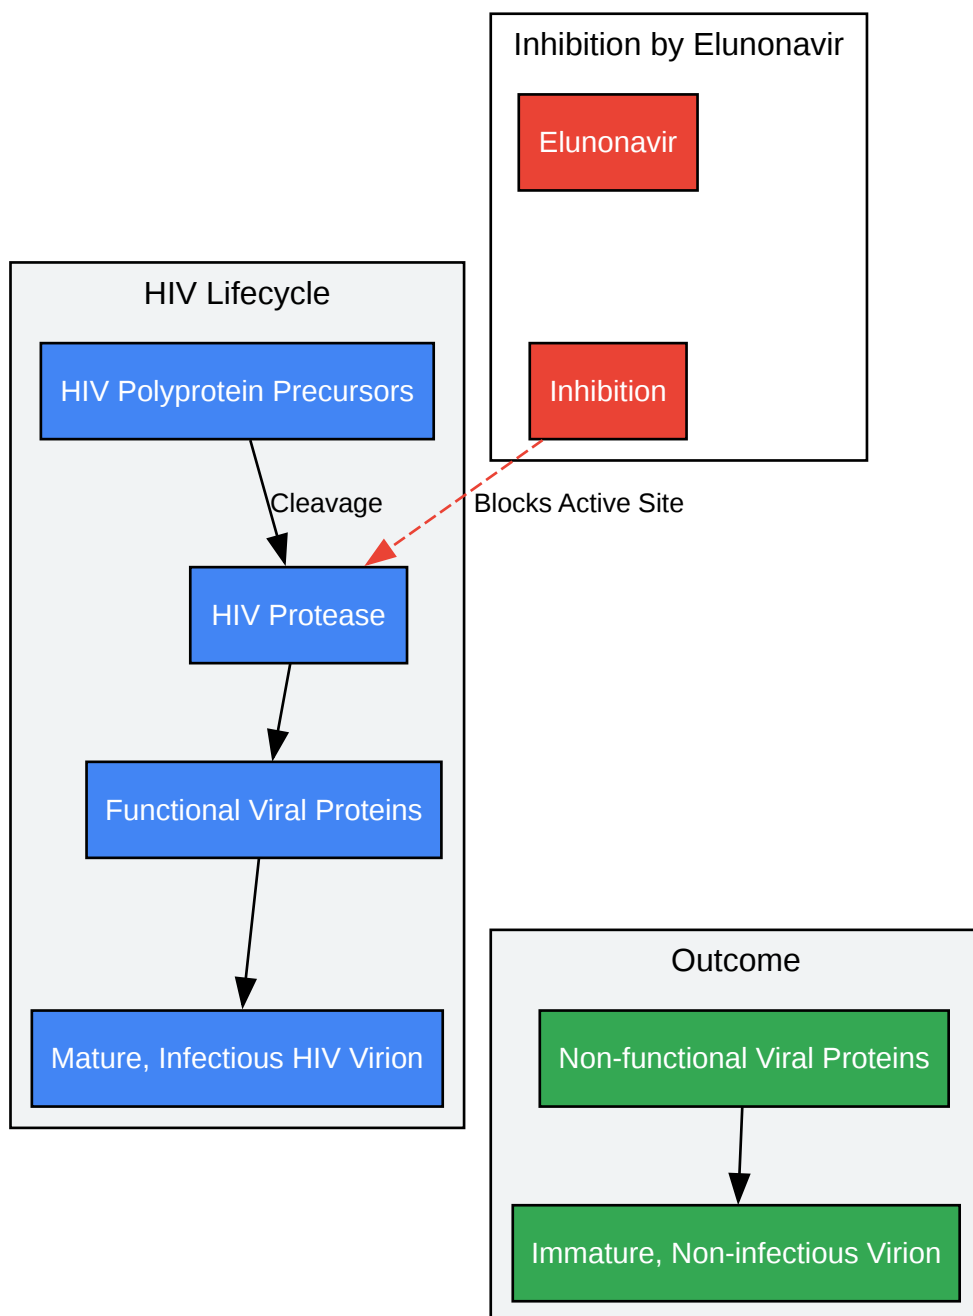 Inhibition by Elunonavir
Elunonavir
Inhibition
HIV Lifecycle
HIV Polyprotein Precursors
Cleavage
Blocks Active Site
HIV Protease
Functional Viral Proteins
Mature, Infectious HIV Virion
Outcome
Non-functional Viral Proteins
Immature, Non-infectious Virion